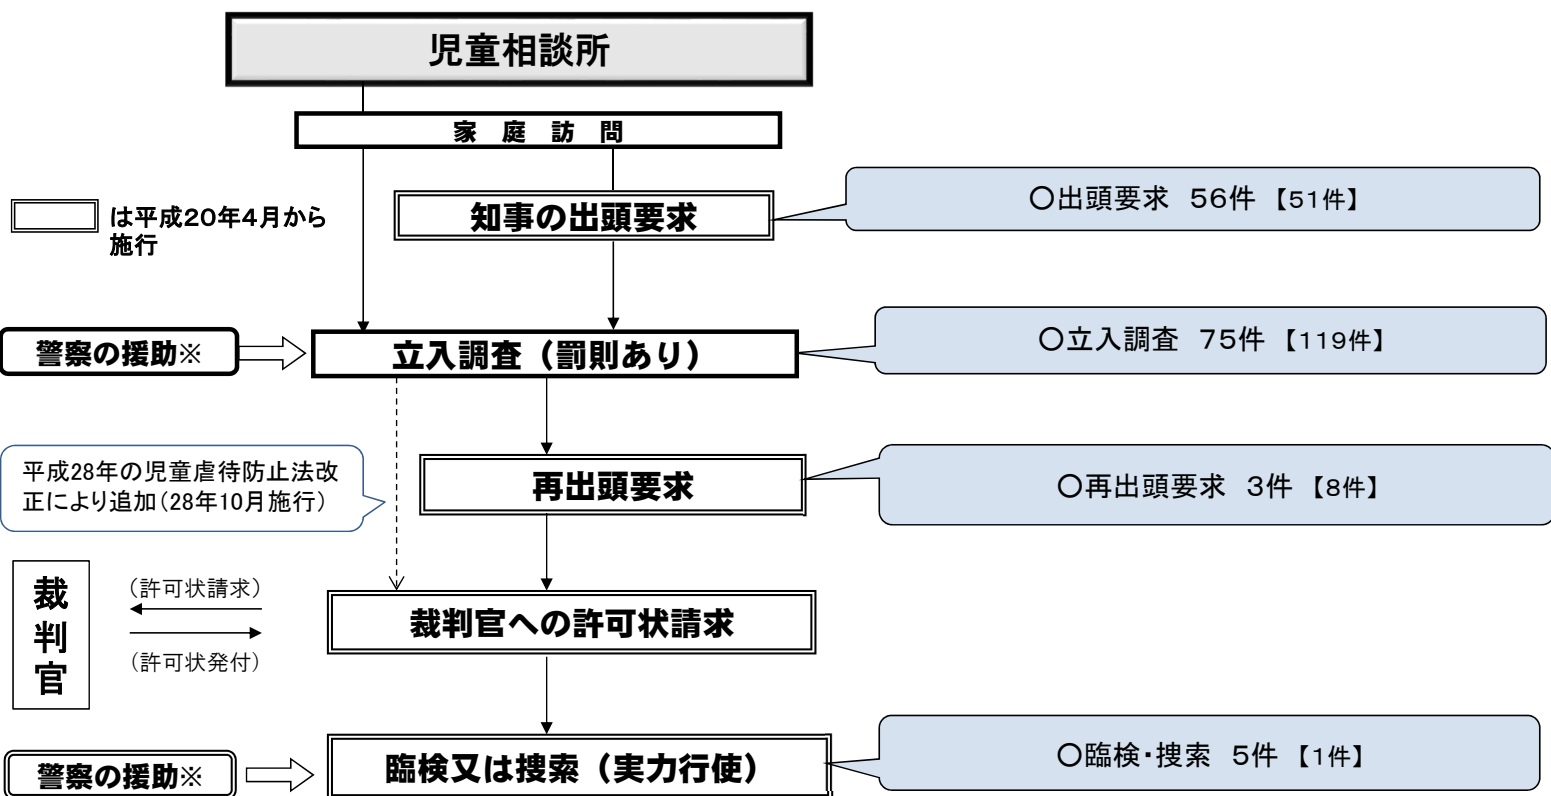 児童相談所
家 庭 訪 問
は平成20年4月から
施行
知事の出頭要求
○出頭要求 56件 【51件】
警察の援助※
立入調査（罰則あり）
○立入調査 75件 【119件】
平成28年の児童虐待防止法改
正により追加（28年10月施行）
再出頭要求
○再出頭要求 3件 【8件】
裁判官
（許可状請求）
（許可状発付）
裁判官への許可状請求
警察の援助※
臨検又は捜索（実力行使）
○臨検・捜索 5件 【1件】